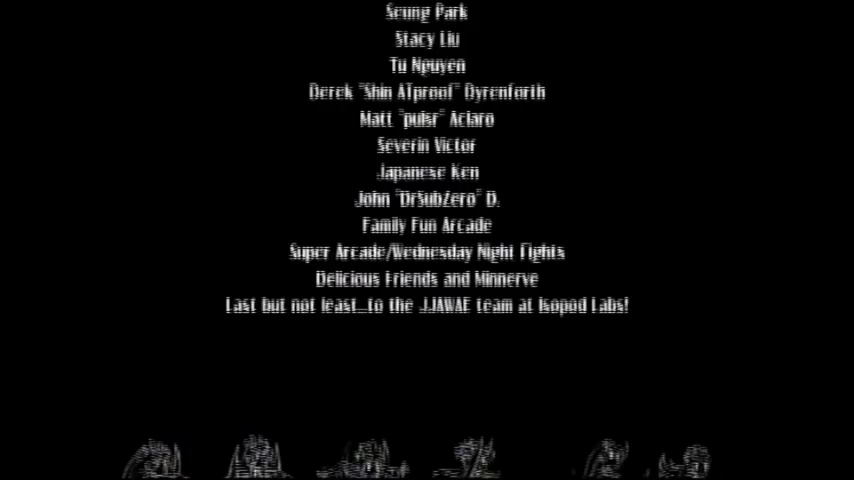 Seung Park
Stacy Liu
Tu Nguyen
Derek "Shin ATproof" Dyrenforth
Matt "pulsr" Aclaro
Severin Victor
Japanese Ken
John "DrSubZero" D.
Family Fun Arcade
Super Arcade/Wednesday Night Fights
Delicious Friends and Minnerve
Last but not least...to the JJAWAE team at Isopod Labs!